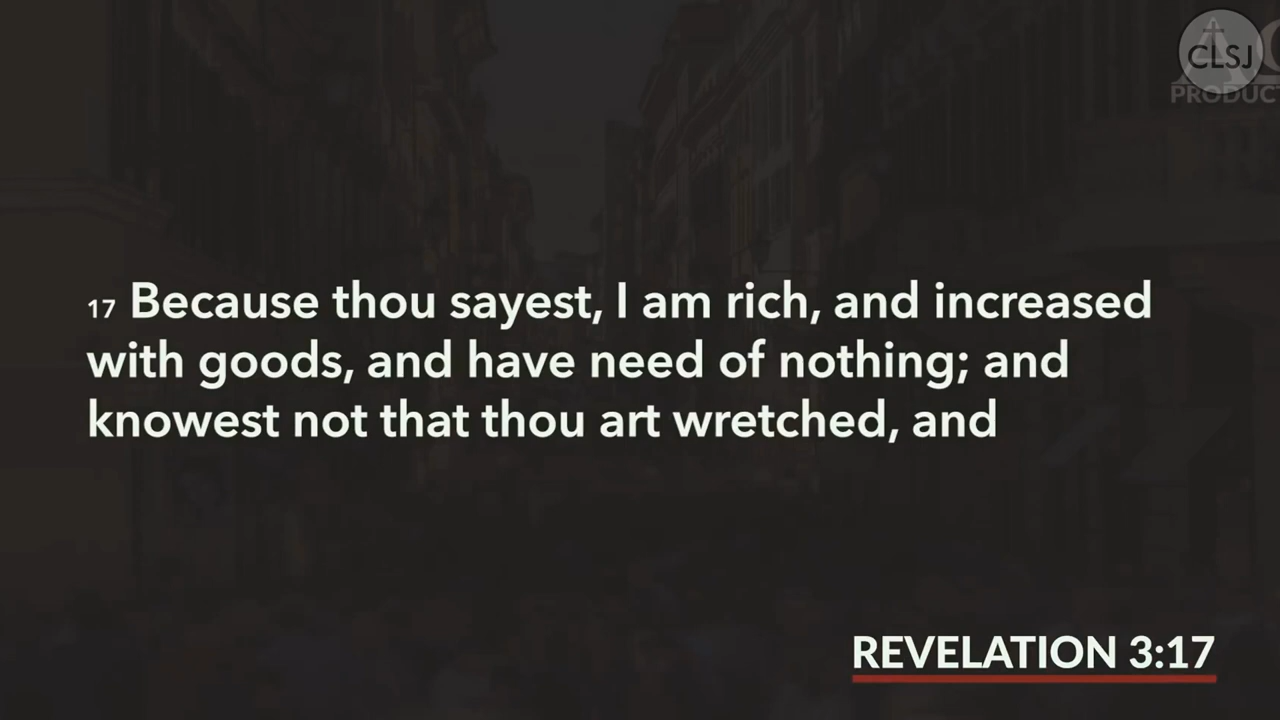 CLSJ
PRODUCT
17 Because thou sayest, I am rich, and increased
with goods, and have need of nothing; and
knowest not that thou art wretched, and
REVELATION 3:17